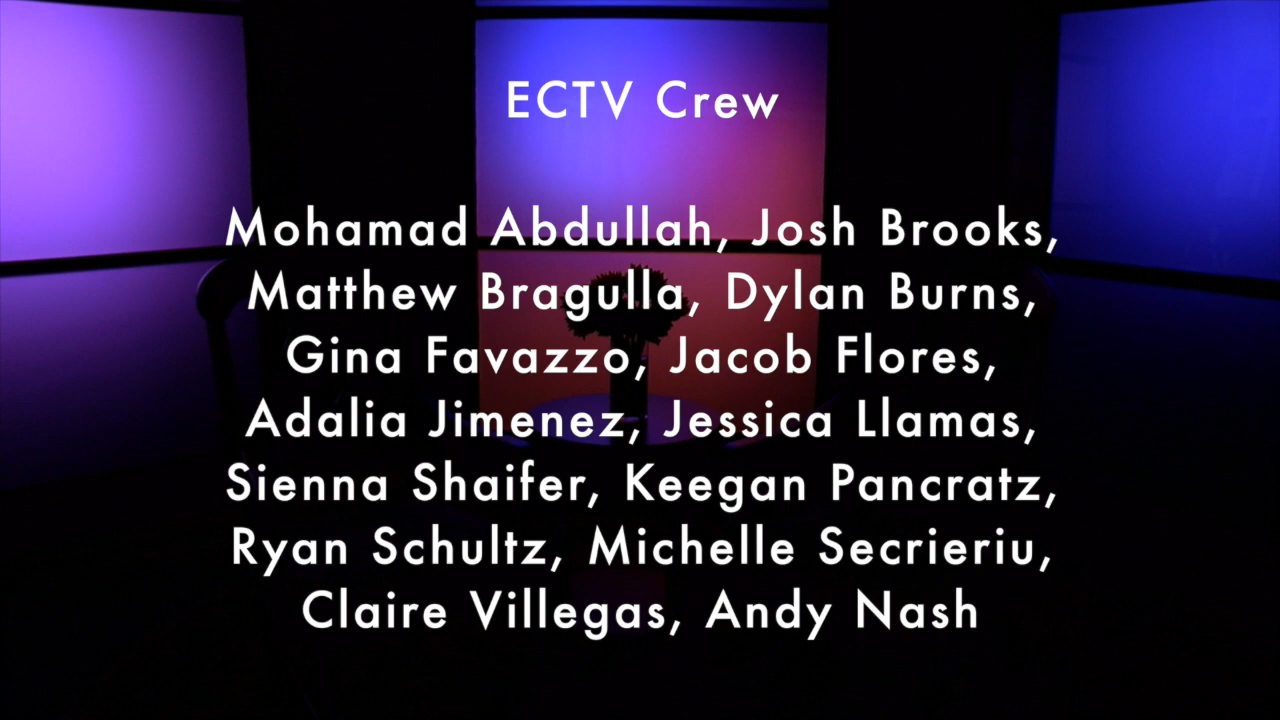 ECTV Crew
Mohamad Abdullah, Josh Brooks,
Matthew Bragulla, Dylan Burns,
Gina Favazzo, Jacob Flores,
Adalia Jimenez, Jessica Llamas,
Sienna Shaifer, Keegan Pancratz,
Ryan Schultz, Michelle Secrieriu,
Claire Villegas, Andy Nash